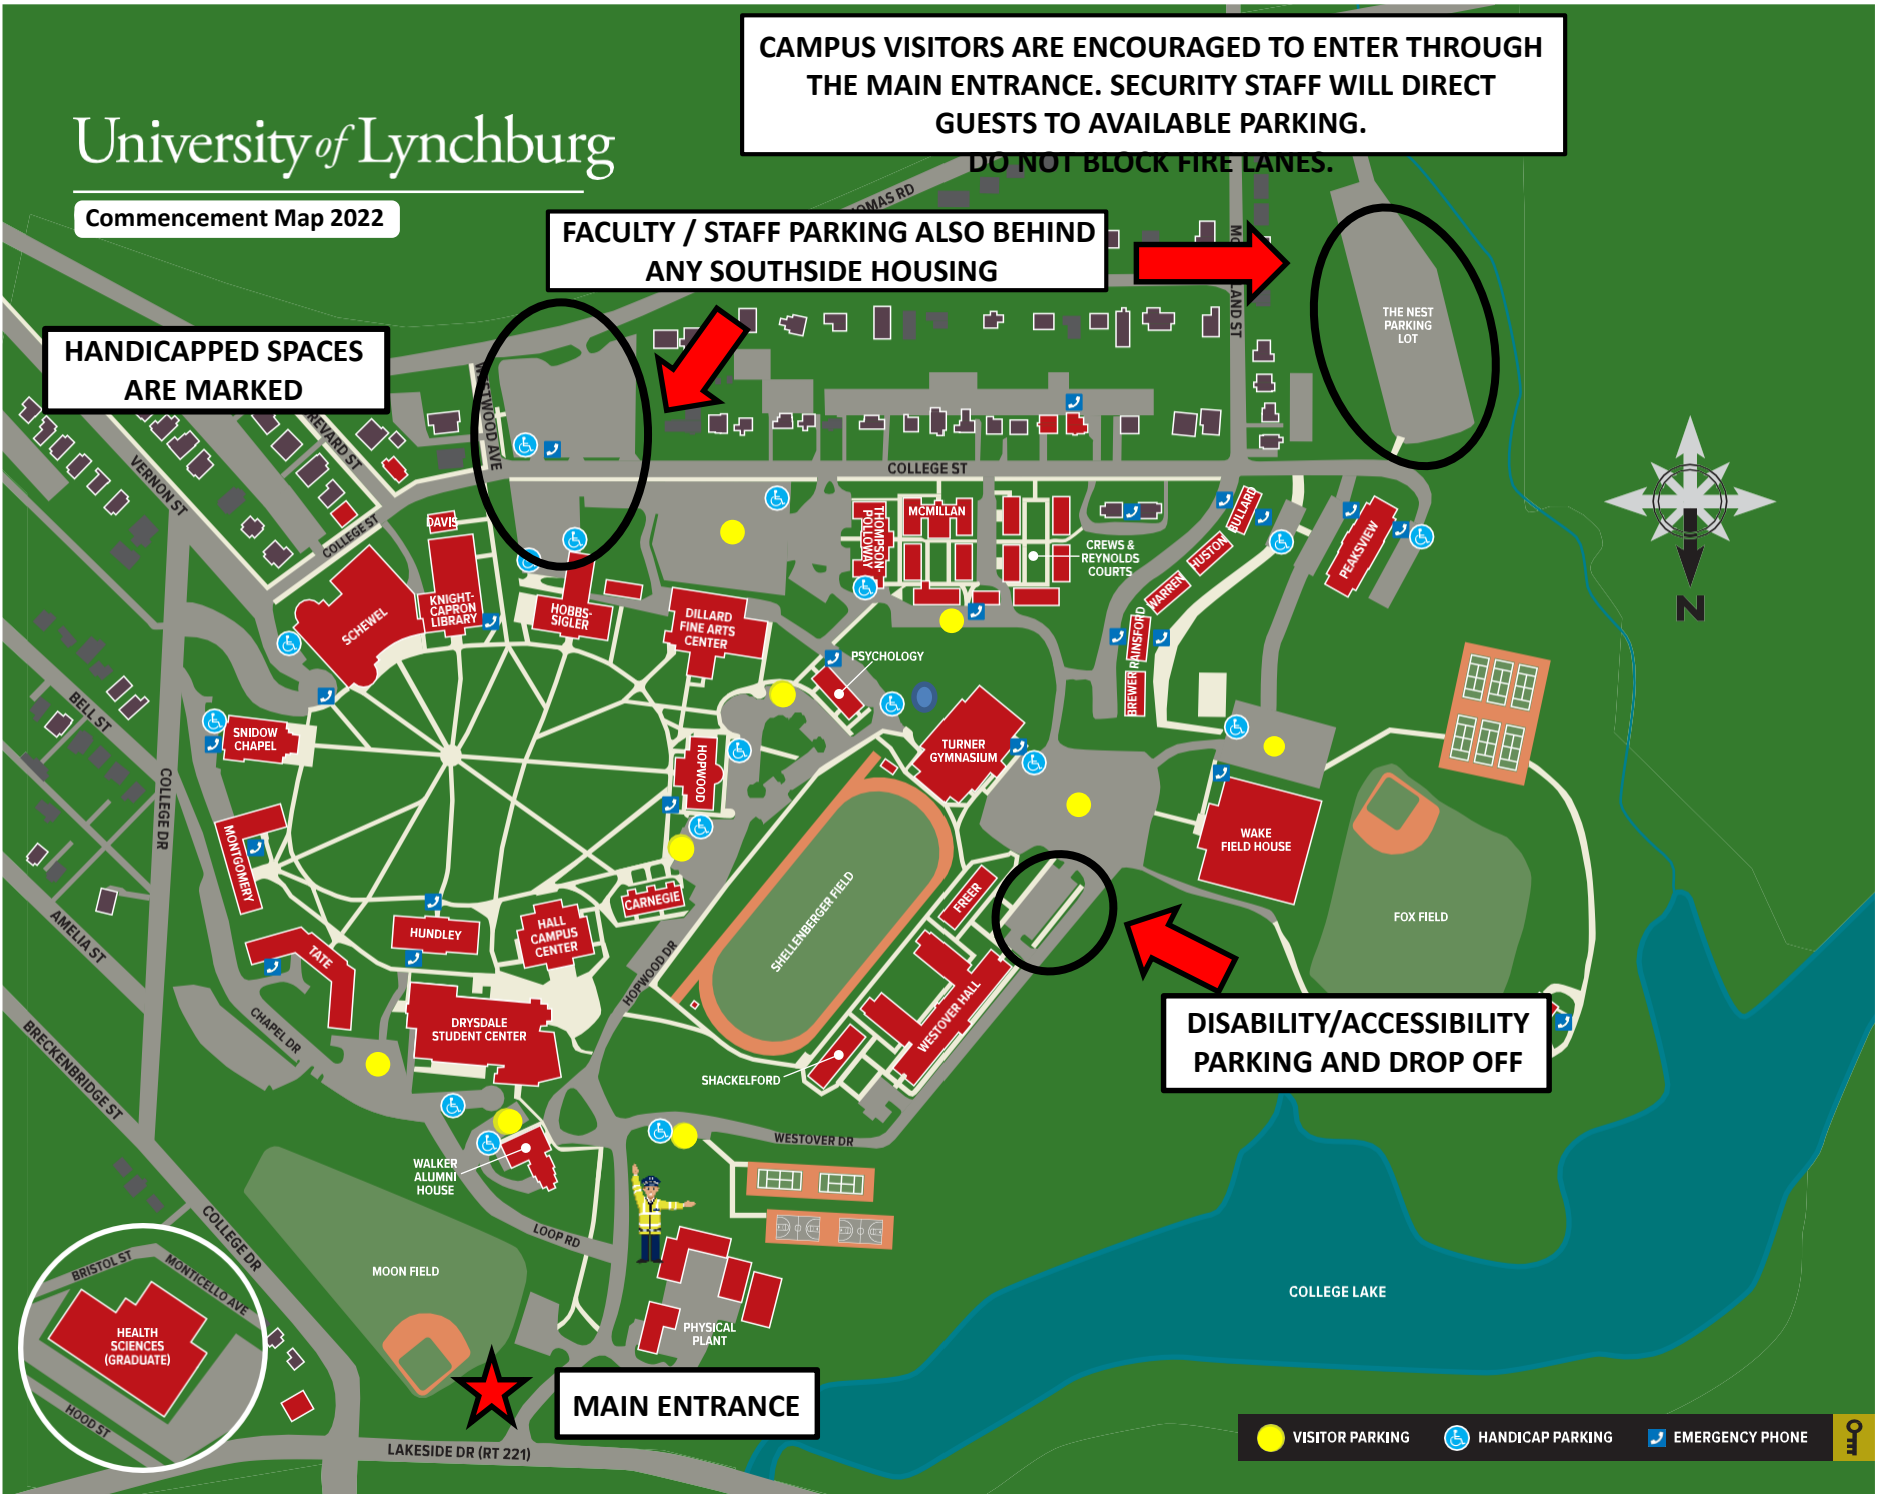 CAMPUS VISITORS ARE ENCOURAGED TO ENTER THROUGH
THE MAIN ENTRANCE. SECURITY STAFF WILL DIRECT
GUESTS TO AVAILABLE PARKING.
DO NOT BLOCK FIRE LANES.
University of Lynchburg
Commencement Map 2022
FACULTY / STAFF PARKING ALSO BEHIND
ANY SOUTHSIDE HOUSING
HANDICAPPED SPACES
ARE MARKED
THE NEST
PARKING
LOT
VERNON ST
COLLEGE ST
COLLEGE ST
DAVIS
KNIGHT-
CAPRON
LIBRARY
SCHEWEL
HOBBS-
SIGLER
DILLARD
FINE ARTS
CENTER
THOMPSON-
POLLOWAY
MCMILLAN
CREWS &
REYNOLDS
COURTS
BULLARD
HUSTON
WARREN
RAINSFORD
BREWER
PEAKSVIEW
N
PSYCHOLOGY
BELL ST
SNIDOW
CHAPEL
HOPWOOD
TURNER
GYMNASIUM
COLLEGE DR
MONTGOMERY
WAKE
FIELD HOUSE
AMELIA ST
HUNDLEY
HALL
CAMPUS
CENTER
CARNEGIE
SHELLENBERGER FIELD
FREER
FOX FIELD
TATE
HOPWOOD DR
WESTOVER HALL
CHAPEL DR
DRYSDALE
STUDENT CENTER
BRECKENBRIDGE ST
SHACKELFORD
DISABILITY/ACCESSIBILITY
PARKING AND DROP OFF
WESTOVER DR
WALKER
ALUMNI
HOUSE
LOOP RD
COLLEGE DR
BRISTOL ST
MONTICELLO AVE
MOON FIELD
HEALTH
SCIENCES
(GRADUATE)
HOOD ST
PHYSICAL
PLANT
COLLEGE LAKE
MAIN ENTRANCE
LAKESIDE DR (RT 221)
VISITOR PARKING
HANDICAP PARKING
EMERGENCY PHONE